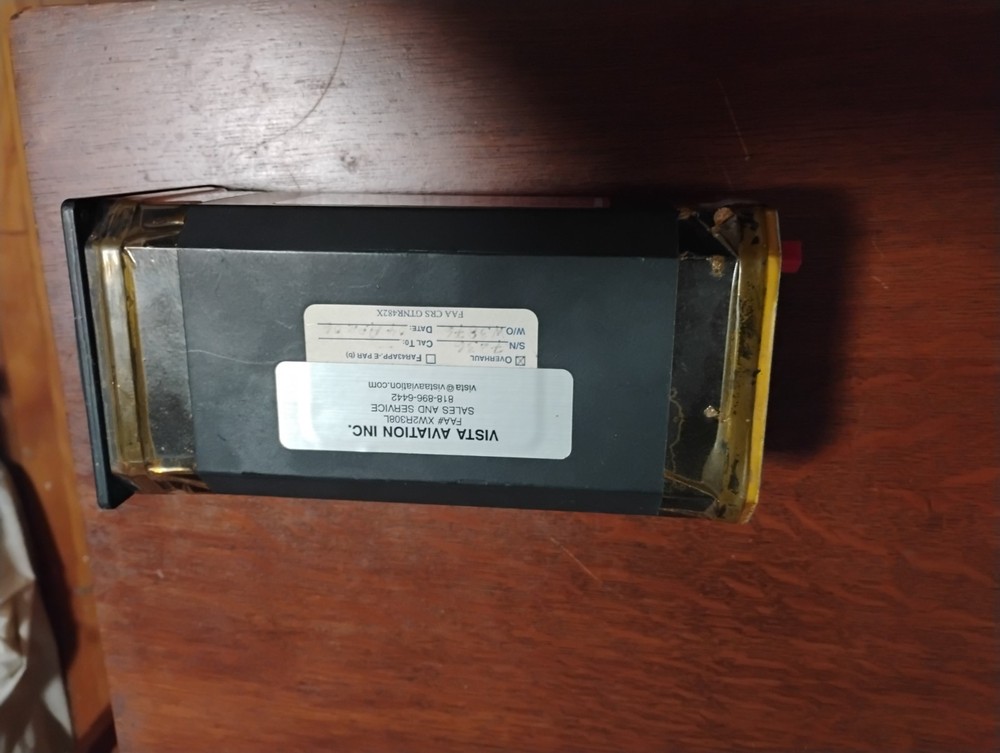 VISTA AVIATION INC.
FAA# XW2R308L
SALES AND SERVICE
818-896-6442
vista@vistaaviation.com
☒ OVERHAUL ☐ FAR43APP.-E PAR (b)
S/N CAL TO:
W/O DATE:
FAA CRS GTNR482X